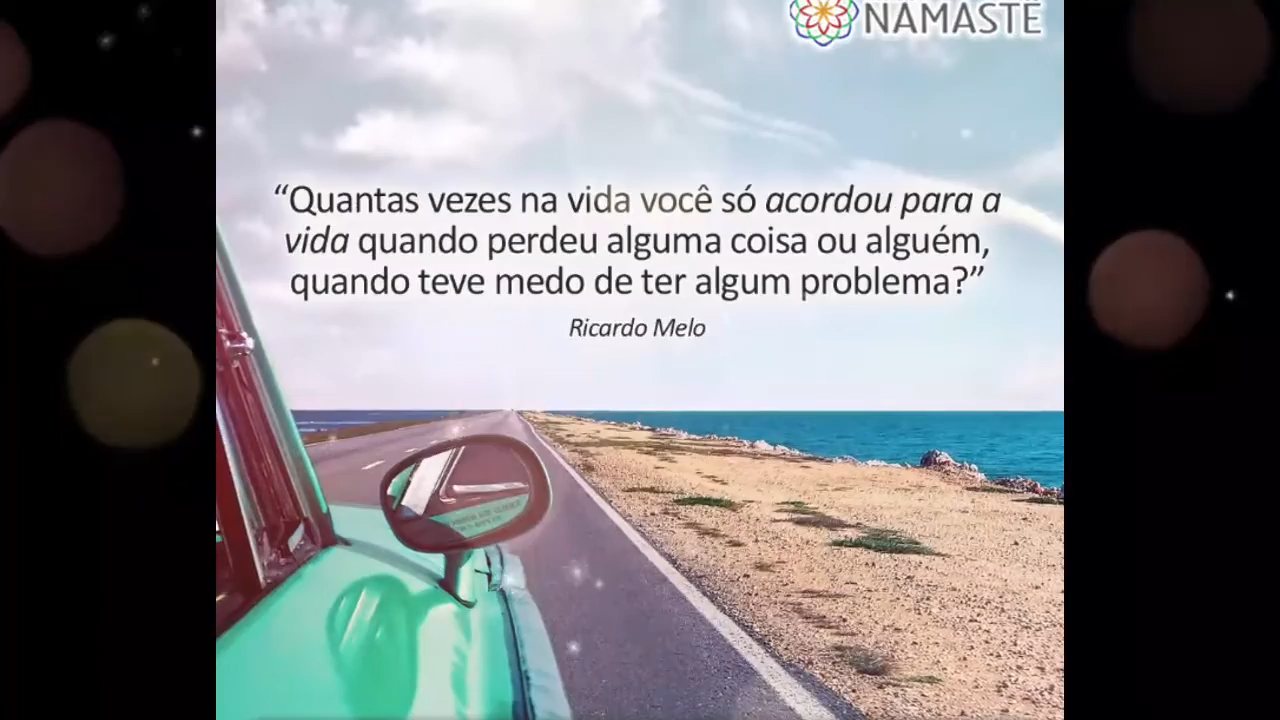 NAMASTÊ
“Quantas vezes na vida você só acordou para a
vida quando perdeu alguma coisa ou alguém,
quando teve medo de ter algum problema?”
Ricardo Melo